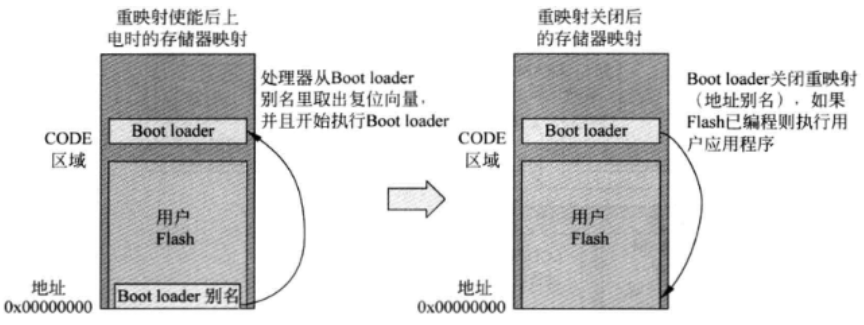 重映射使能后上
电时的存储器映射
处理器从Boot loader
别名里取出复位向量，
并且开始执行Boot loader
Boot loader
CODE
区域
用户
Flash
地址
0x00000000
Boot loader 别名
重映射关闭后
的存储器映射
Boot loader关闭重映射
（地址别名），如果
Flash已编程则执行用
户应用程序
Boot loader
CODE
区域
用户
Flash
地址
0x00000000